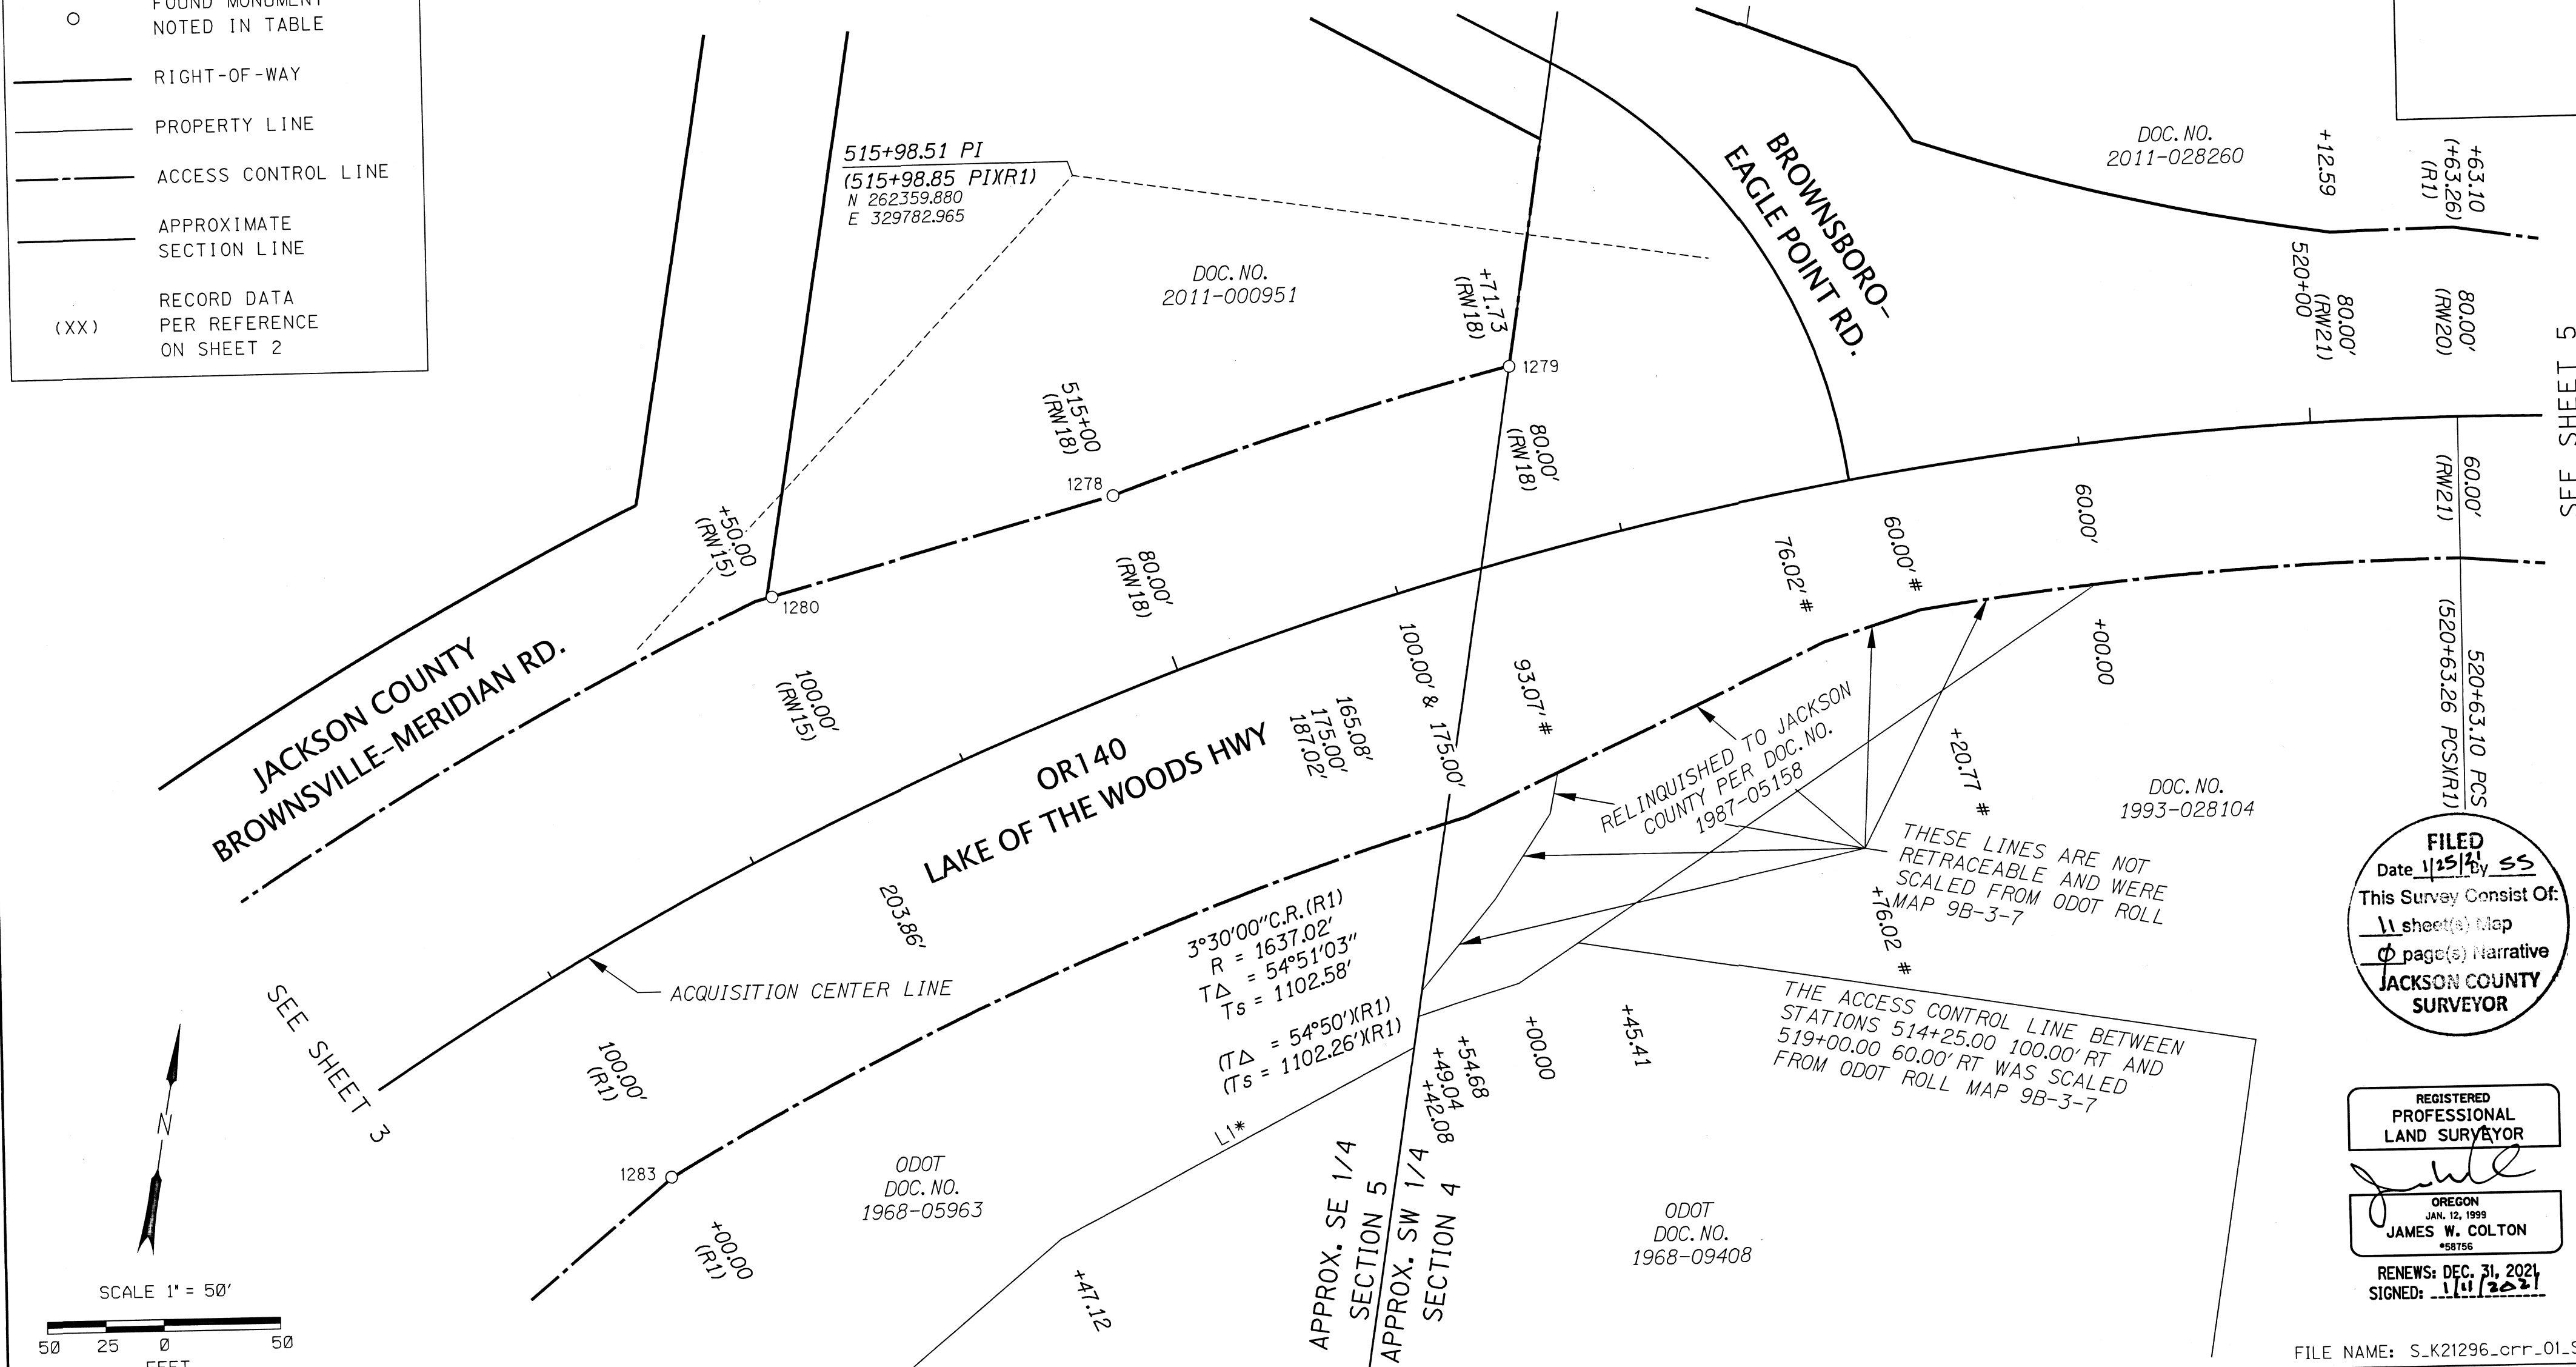 FOUND MONUMENT
NOTED IN TABLE
RIGHT-OF-WAY
PROPERTY LINE
ACCESS CONTROL LINE
APPROXIMATE
SECTION LINE
(XX)
RECORD DATA
PER REFERENCE
ON SHEET 2
515+98.51 PI
(515+98.85 PI)(R1)
N 262359.880
E 329782.965
DOC. NO.
2011-000951
BROWNSBORO-
EAGLE POINT RD.
DOC. NO.
2011-028260
+12.59
+63.10
(+63.26)
(R1)
520+00
80.00'
(RW21)
80.00'
(RW20)
SEE SHEET 5
+71.73
(RW18)
1279
515+00
(RW18)
1278
80.00'
(RW18)
+50.00
(RW15)
1280
80.00'
(RW18)
100.00'
(RW15)
JACKSON COUNTY
BROWNSVILLE-MERIDIAN RD.
OR140
LAKE OF THE WOODS HWY
165.08'
175.00'
187.02'
100.00' & 175.00'
93.07' #
76.02' #
60.00' #
60.00'
60.00'
(RW21)
+00.00
+20.77 #
+76.02 #
520+63.10 PCS
(520+63.26 PCS)(R1)
RELINQUISHED TO JACKSON
COUNTY PER DOC. NO.
1987-05158
DOC. NO.
1993-028104
THESE LINES ARE NOT
RETRACEABLE AND WERE
SCALED FROM ODOT ROLL
MAP 9B-3-7
203.86'
ACQUISITION CENTER LINE
3°30'00"C.R.(R1)
R = 1637.02'
T∆ = 54°51'03"
Ts = 1102.58'
(T∆ = 54°50')(R1)
(Ts = 1102.26')(R1)
THE ACCESS CONTROL LINE BETWEEN
STATIONS 514+25.00 100.00' RT AND
519+00.00 60.00' RT WAS SCALED
FROM ODOT ROLL MAP 9B-3-7
+54.68
+49.04
+42.08
+00.00
+45.41
L1*
SEE SHEET 3
100.00'
(R1)
1283
ODOT
DOC. NO.
1968-05963
+00.00
(R1)
+47.12
APPROX. SE 1/4
SECTION 5
APPROX. SW 1/4
SECTION 4
ODOT
DOC. NO.
1968-09408
N
SCALE 1" = 50'
50 25 0 50
FEET
FILED
Date 1/25/21 By SS
This Survey Consist Of:
11 sheet(s) Map
φ page(s) Narrative
JACKSON COUNTY
SURVEYOR
REGISTERED
PROFESSIONAL
LAND SURVEYOR
OREGON
JAN. 12, 1999
JAMES W. COLTON
•58756
RENEWS: DEC. 31, 2021
SIGNED: 1/11/2021
FILE NAME: S_K21296_crr_01_S